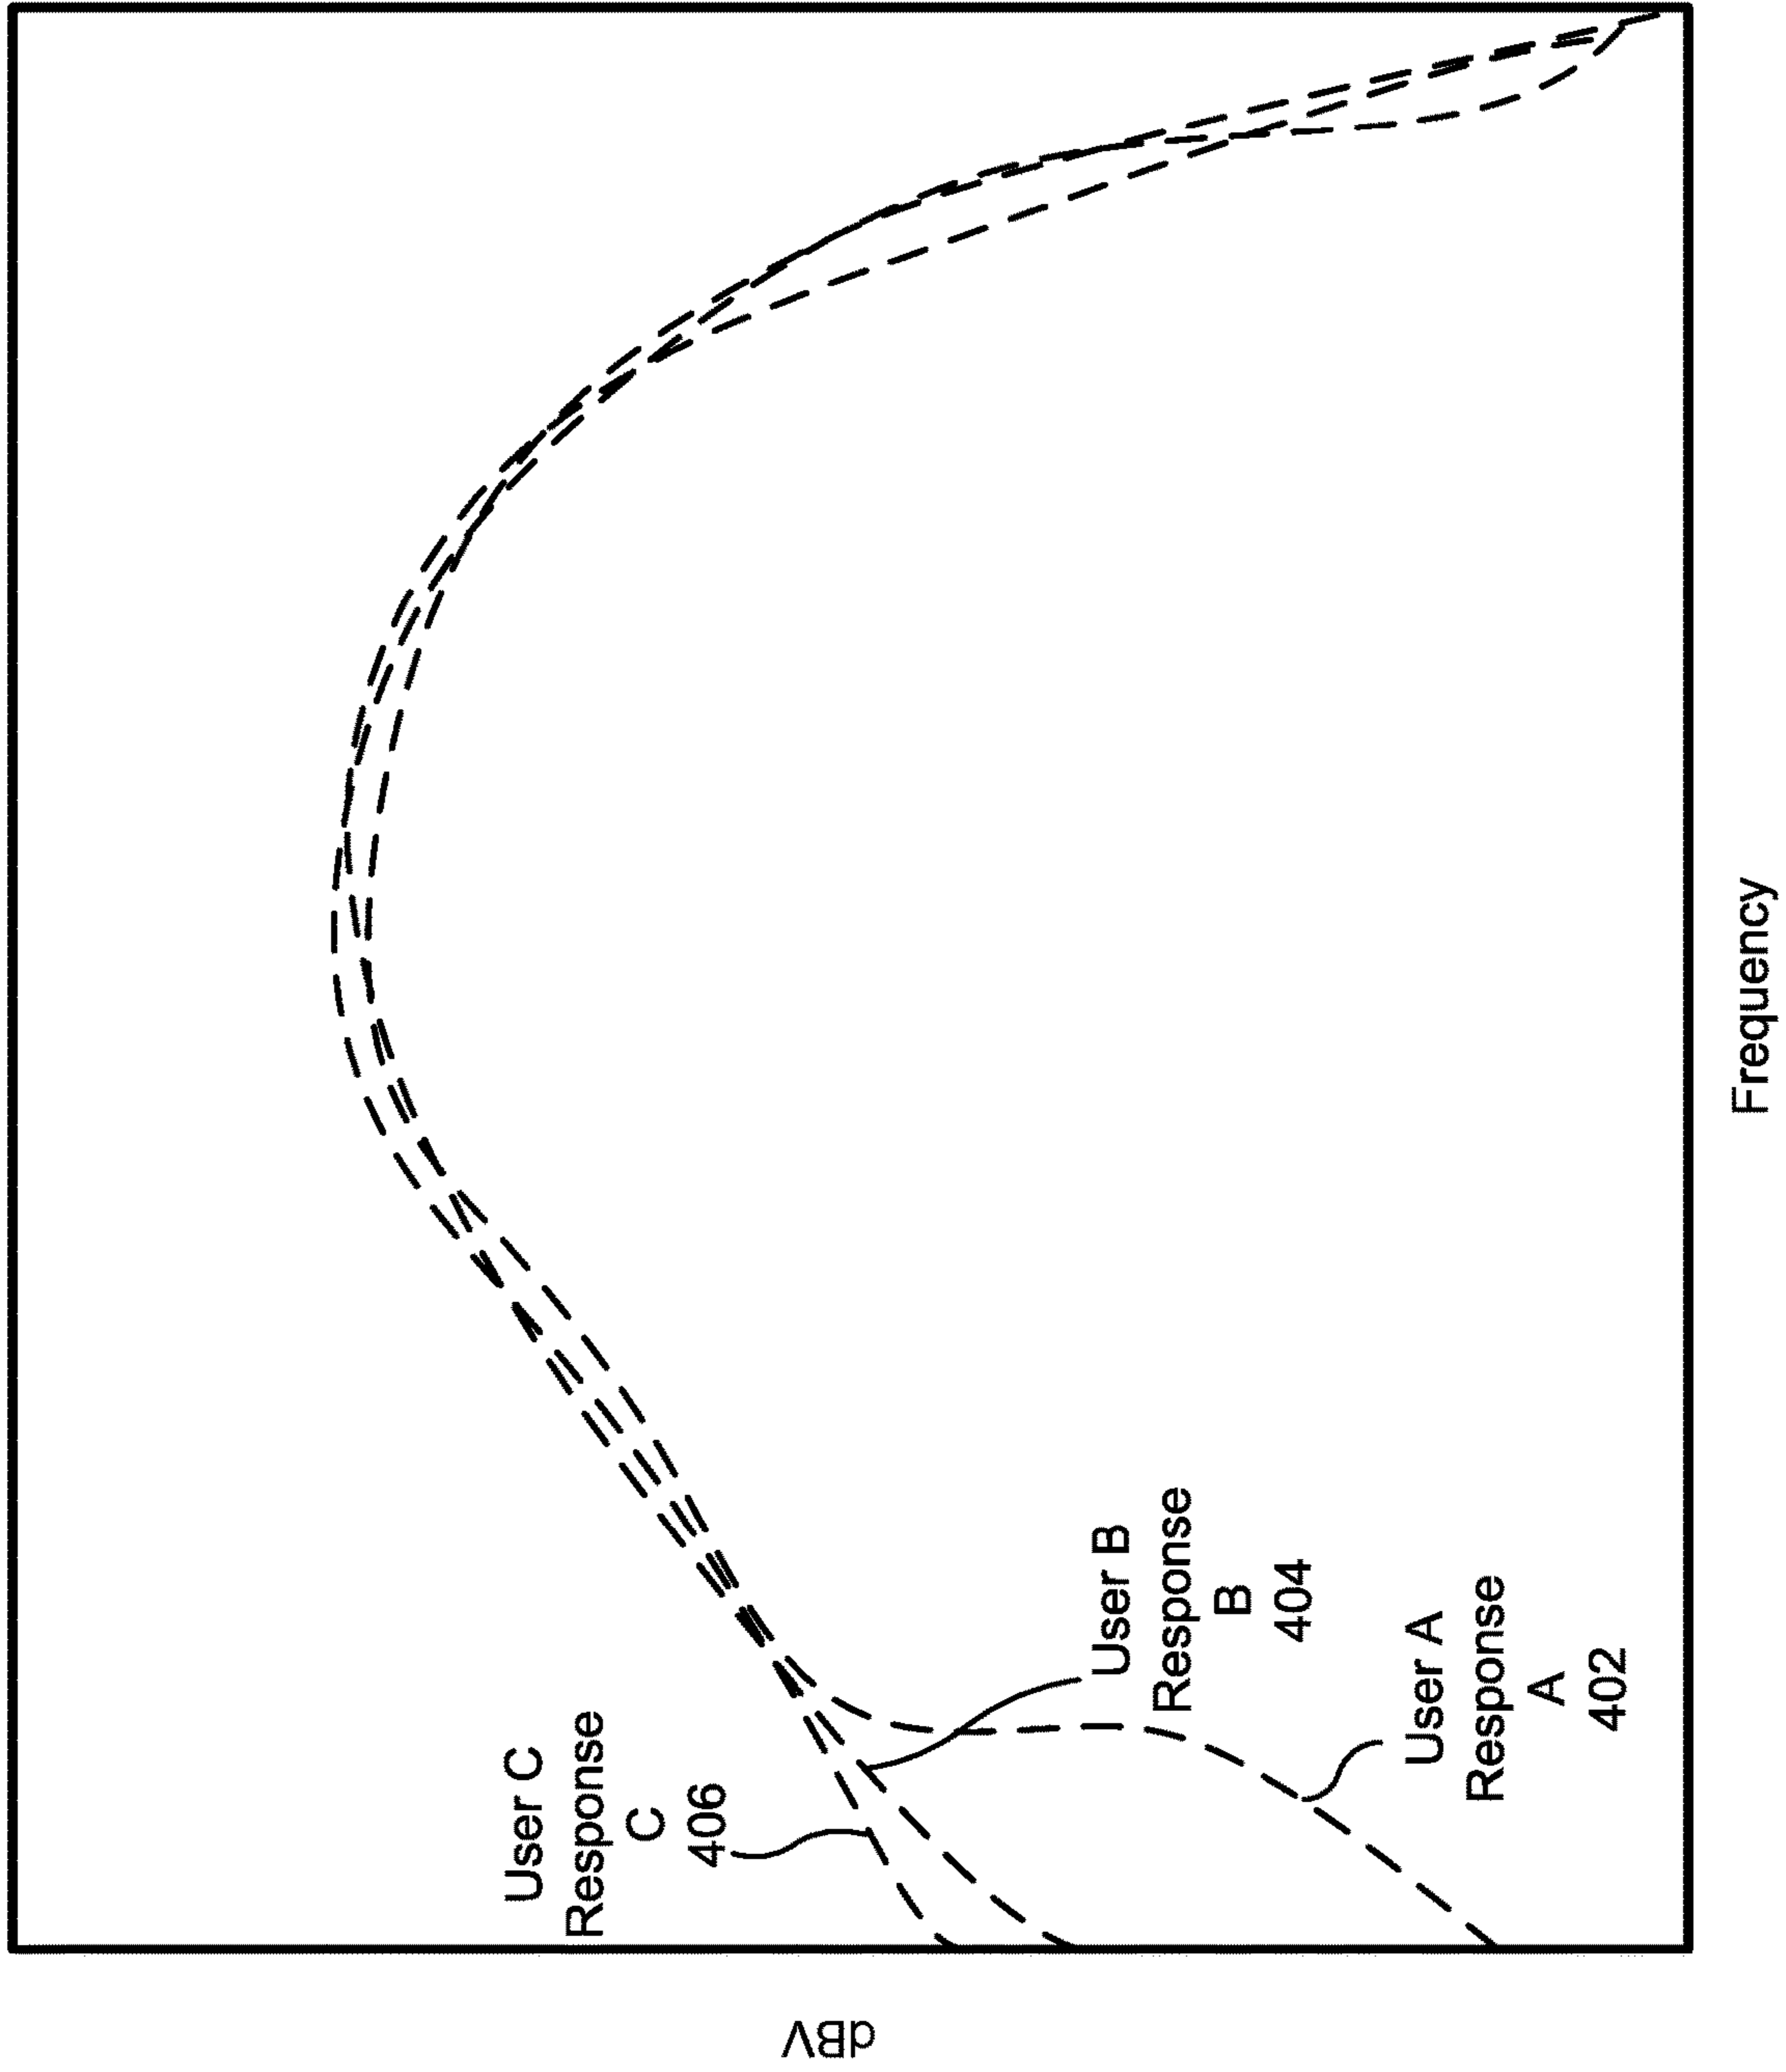 dBV
User C
Response
C
406
User B
Response
B
404
User A
Response
A
402
Frequency